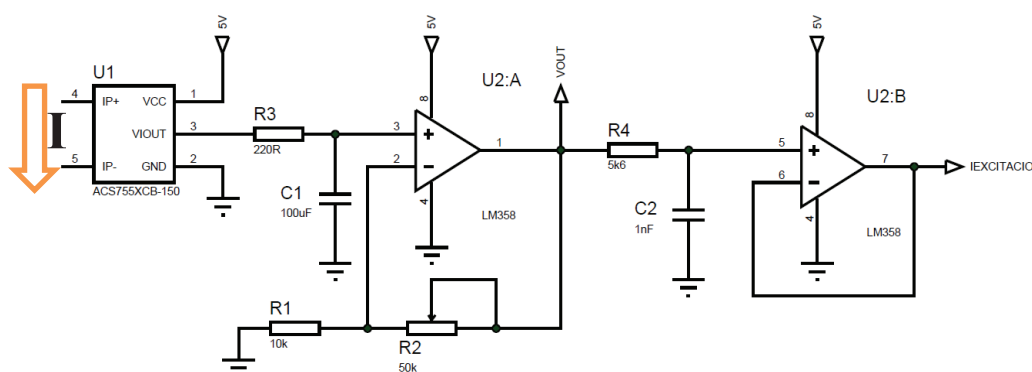 5V
U1
4
IP+
VCC
1
I
VIOUT
3
5
IP-
GND
2
ACS755XCB-150
R3
220R
C1
100uF
5V
8
U2:A
3
+
2
-
1
4
LM358
VOUT
R4
5k6
C2
1nF
5V
U2:B
8
5
+
6
-
7
4
LM358
IEXCITACIO
R1
10k
R2
50k